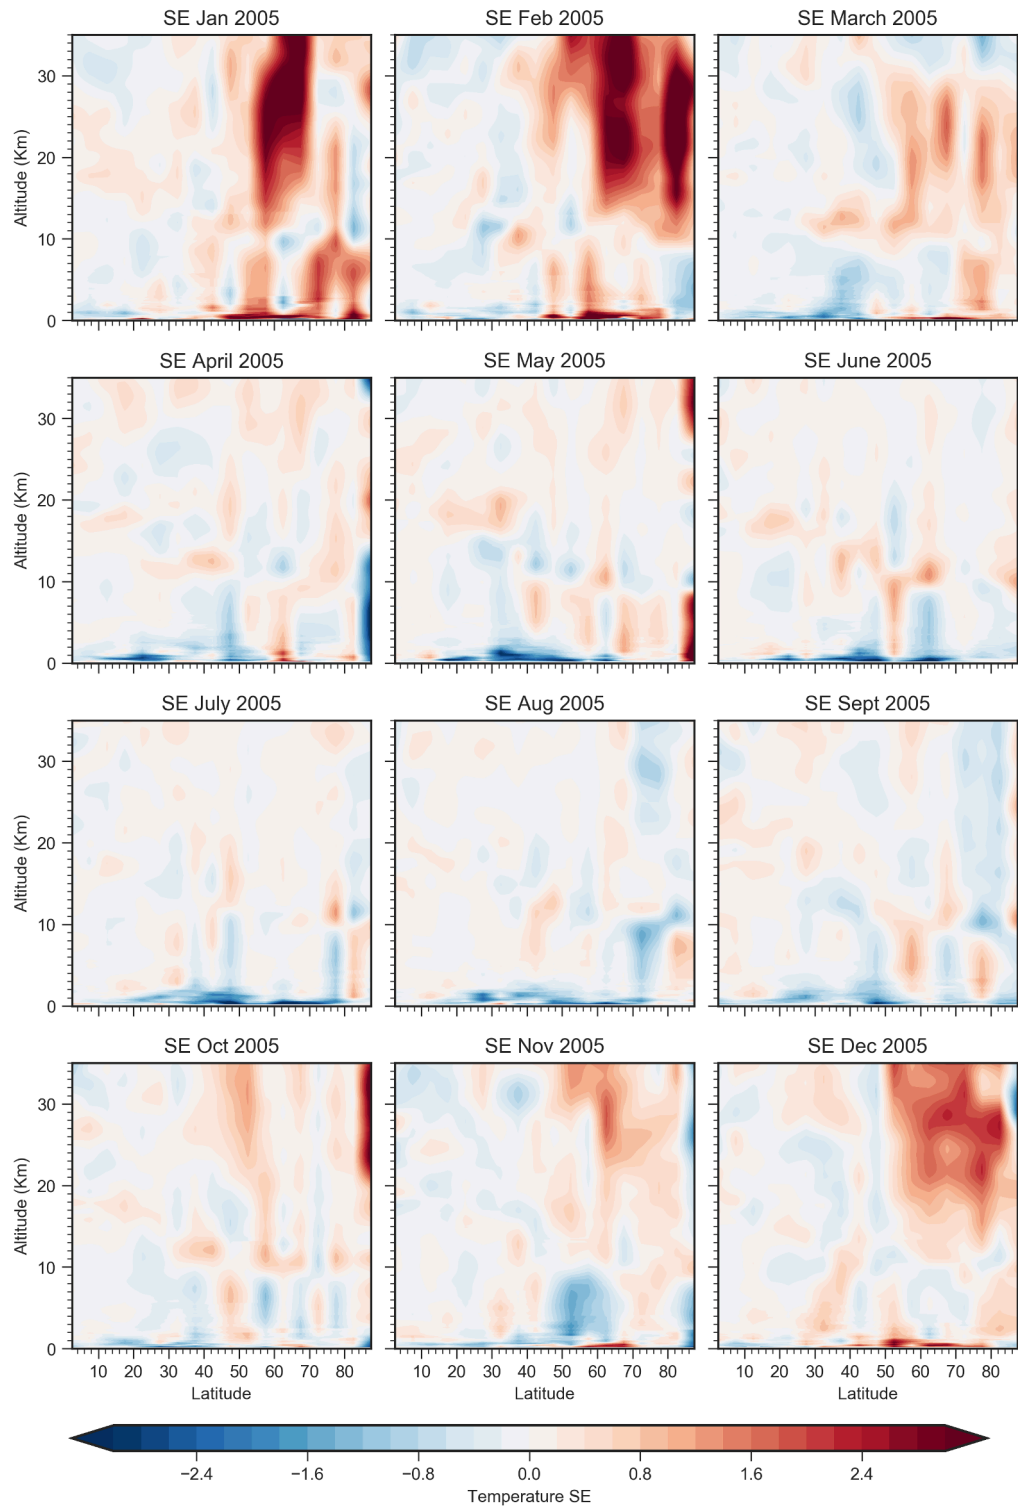 SE Jan 2005 SE Feb 2005 SE March 2005
30
20
10
0
Altitude (Km)
SE April 2005 SE May 2005 SE June 2005
30
20
10
0
Altitude (Km)
SE July 2005 SE Aug 2005 SE Sept 2005
30
20
10
0
Altitude (Km)
SE Oct 2005 SE Nov 2005 SE Dec 2005
30
20
10
0
Altitude (Km)
10 20 30 40 50 60 70 80 10 20 30 40 50 60 70 80 10 20 30 40 50 60 70 80
Latitude Latitude Latitude
−2.4 −1.6 −0.8 0.0 0.8 1.6 2.4
Temperature SE